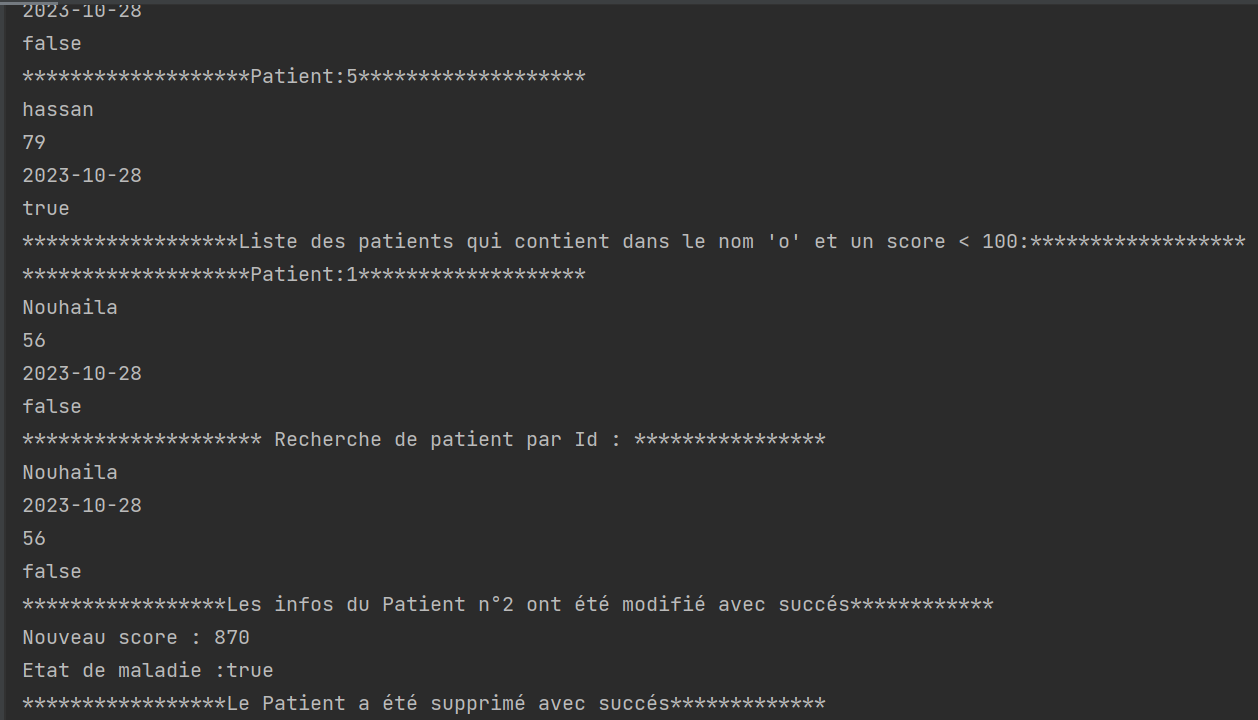 2023-10-28
false
*******************Patient:5*******************
hassan
79
2023-10-28
true
******************Liste des patients qui contient dans le nom 'o' et un score < 100:******************
*******************Patient:1*******************
Nouhaila
56
2023-10-28
false
******************** Recherche de patient par Id : ****************
Nouhaila
2023-10-28
56
false
*****************Les infos du Patient n°2 ont été modifié avec succés************
Nouveau score : 870
Etat de maladie :true
*****************Le Patient a été supprimé avec succés*************